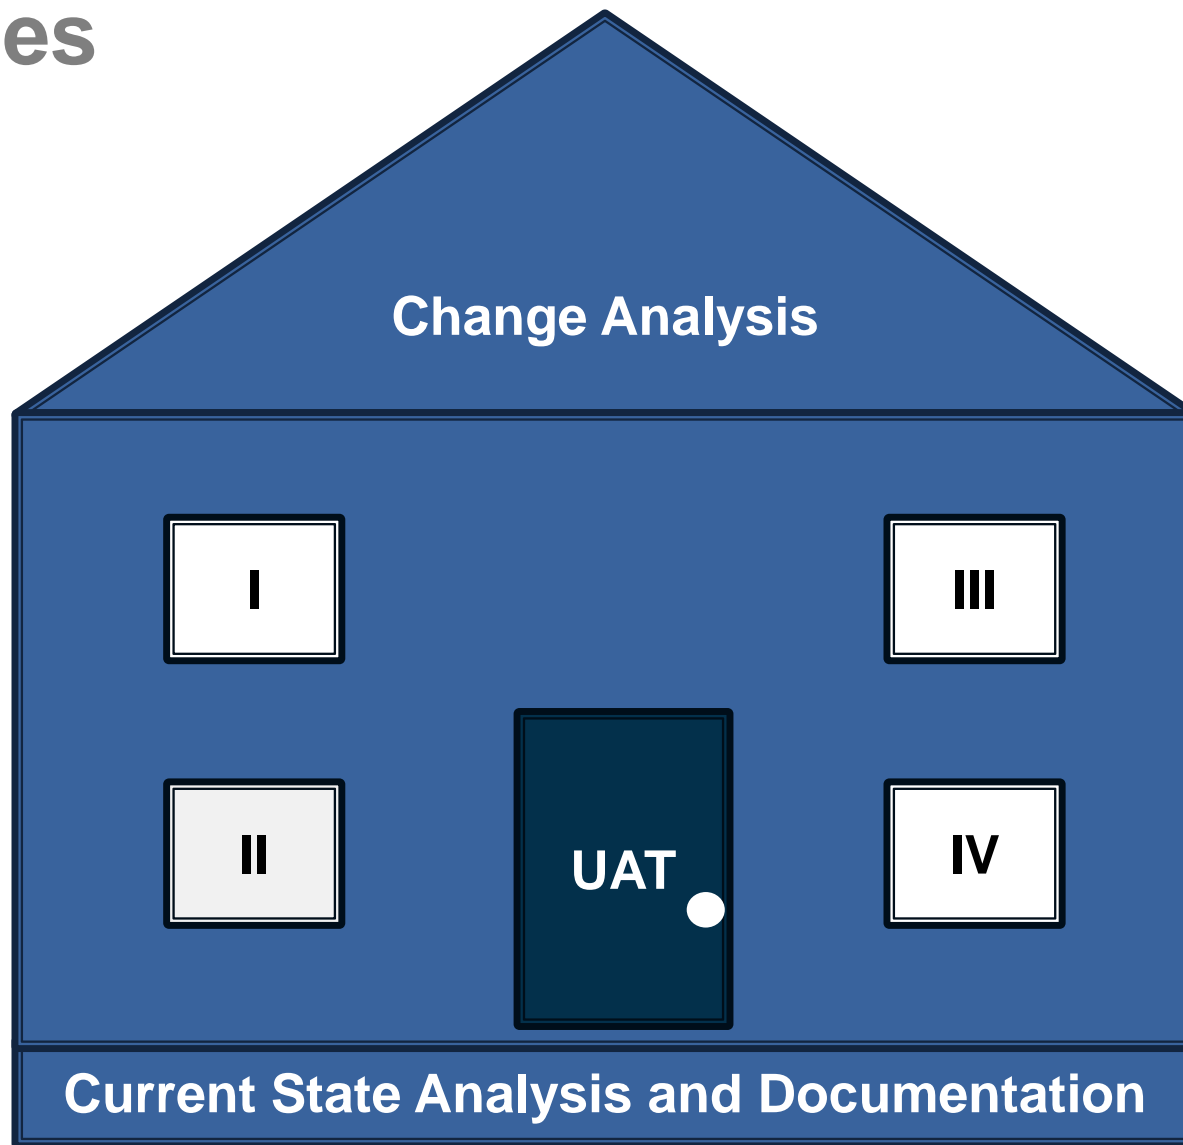 es
Change Analysis
I
III
II
UAT
IV
Current State Analysis and Documentation